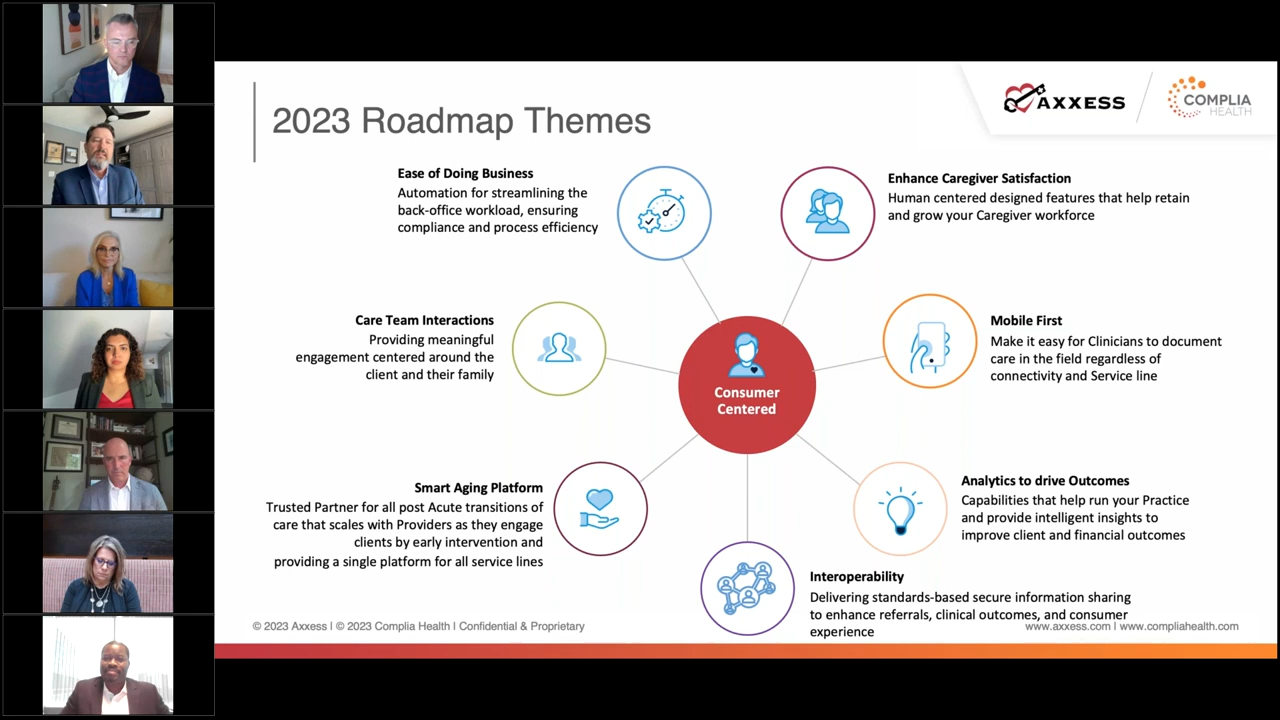 2023 Roadmap Themes
AXXESS
COMPLIA
HEALTH
Ease of Doing Business
Automation for streamlining the
back-office workload, ensuring
compliance and process efficiency
Enhance Caregiver Satisfaction
Human centered designed features that help retain
and grow your Caregiver workforce
Care Team Interactions
Providing meaningful
engagement centered around the
client and their family
Mobile First
Make it easy for Clinicians to document
care in the field regardless of
connectivity and Service line
Consumer
Centered
Smart Aging Platform
Trusted Partner for all post Acute transitions of
care that scales with Providers as they engage
clients by early intervention and
providing a single platform for all service lines
Analytics to drive Outcomes
Capabilities that help run your Practice
and provide intelligent insights to
improve client and financial outcomes
Interoperability
Delivering standards-based secure information sharing
to enhance referrals, clinical outcomes, and consumer
experience
© 2023 Axxess | © 2023 Complia Health | Confidential & Proprietary
www.axxess.com | www.compliahealth.com